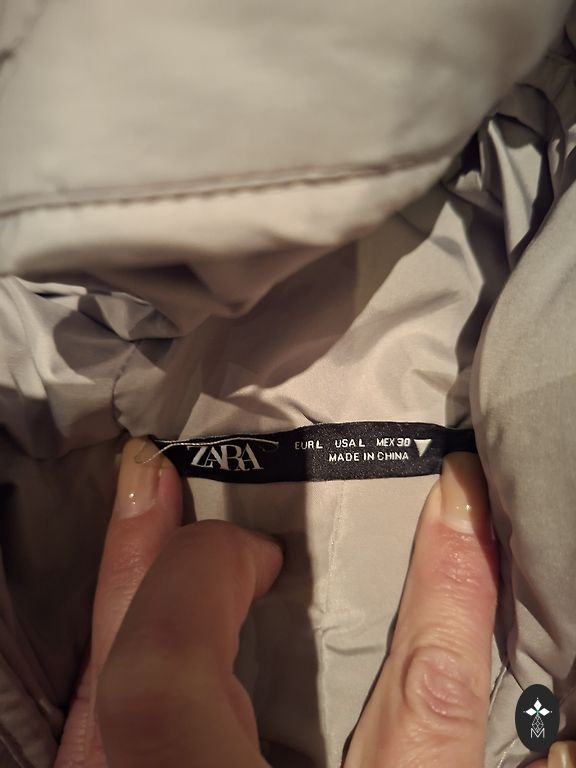 ZARA
EUR L USA L MEX 30
MADE IN CHINA
M